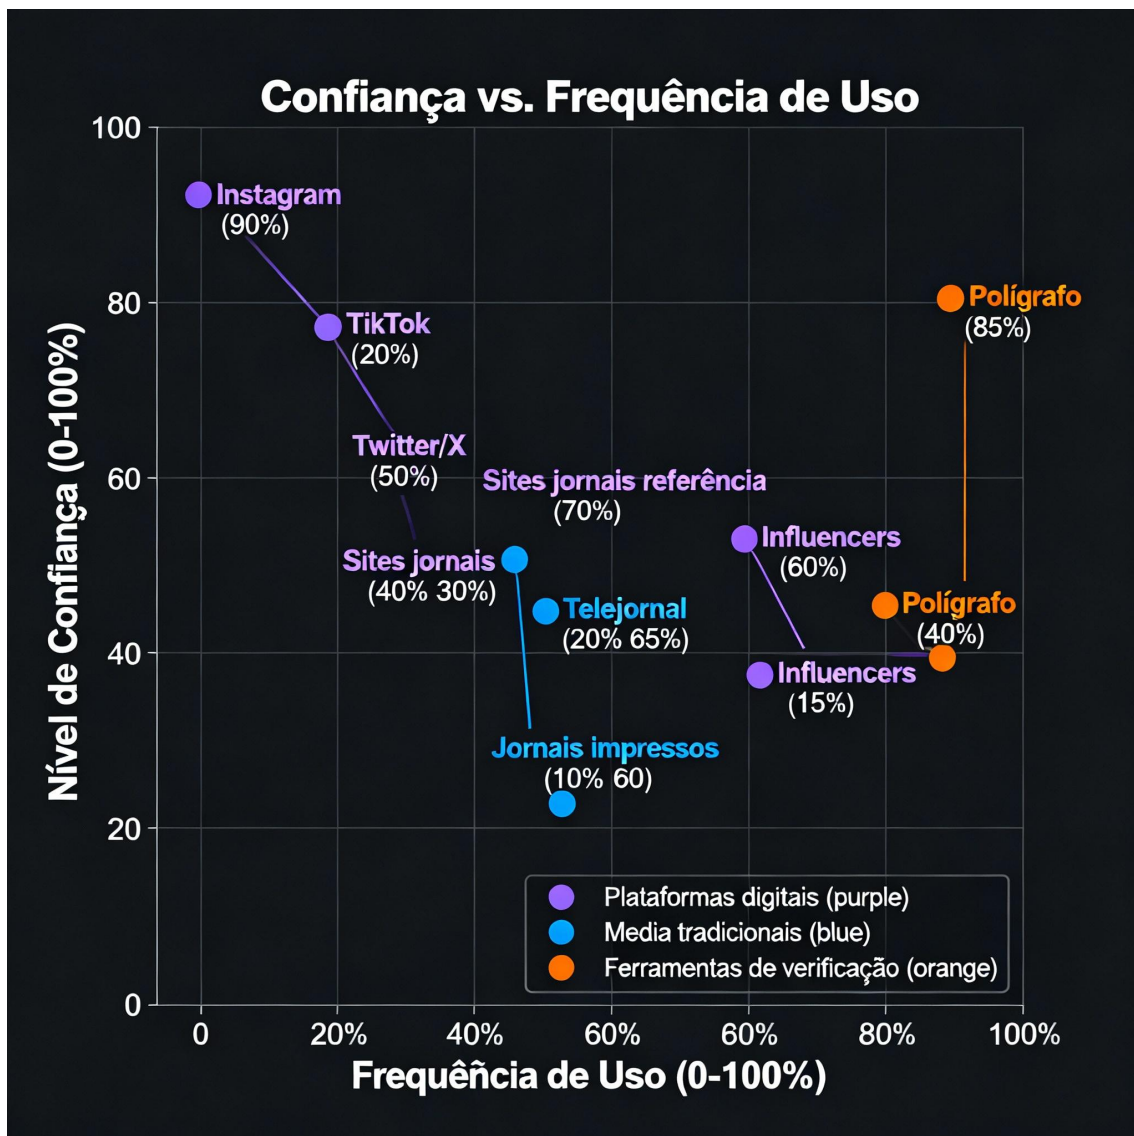 Confiança vs. Frequência de Uso
Nível de Confiança (0-100%)
100
80
60
40
20
0
Instagram
(90%)
TikTok
(20%)
Twitter/X
(50%)
Sites jornais referência
(70%)
Sites jornais
(40% 30%)
Telejornal
(20% 65%)
Jornais impressos
(10% 60)
Influencers
(60%)
Influencers
(15%)
Polígrafo
(85%)
Polígrafo
(40%)
Plataformas digitais (purple)
Media tradicionais (blue)
Ferramentas de verificação (orange)
0 20% 40% 60% 60% 80% 100%
Frequêñcia de Uso (0-100%)